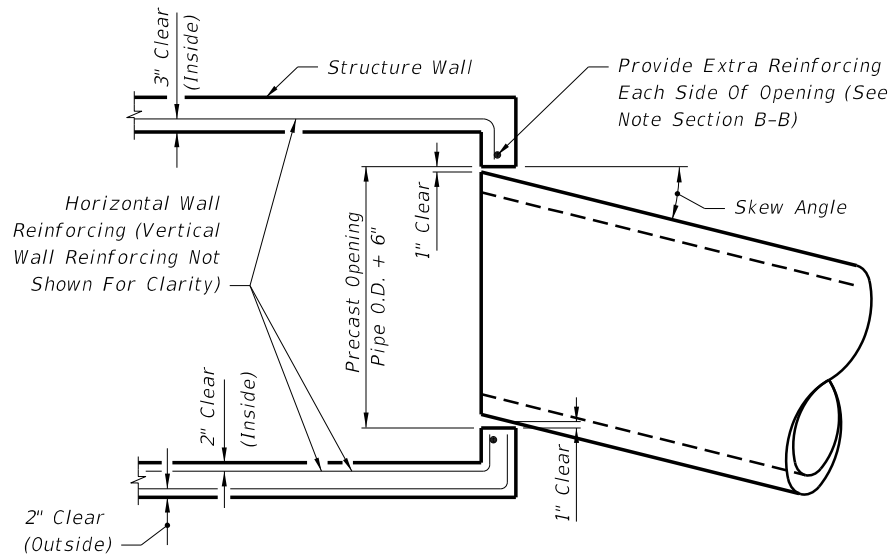 3" Clear
(Inside)
Structure Wall
Provide Extra Reinforcing
Each Side Of Opening (See
Note Section B-B)
Horizontal Wall
Reinforcing (Vertical
Wall Reinforcing Not
Shown For Clarity)
1" Clear
Skew Angle
Precast Opening
Pipe O.D. + 6"
2" Clear
(Inside)
1" Clear
2" Clear
(Outside)